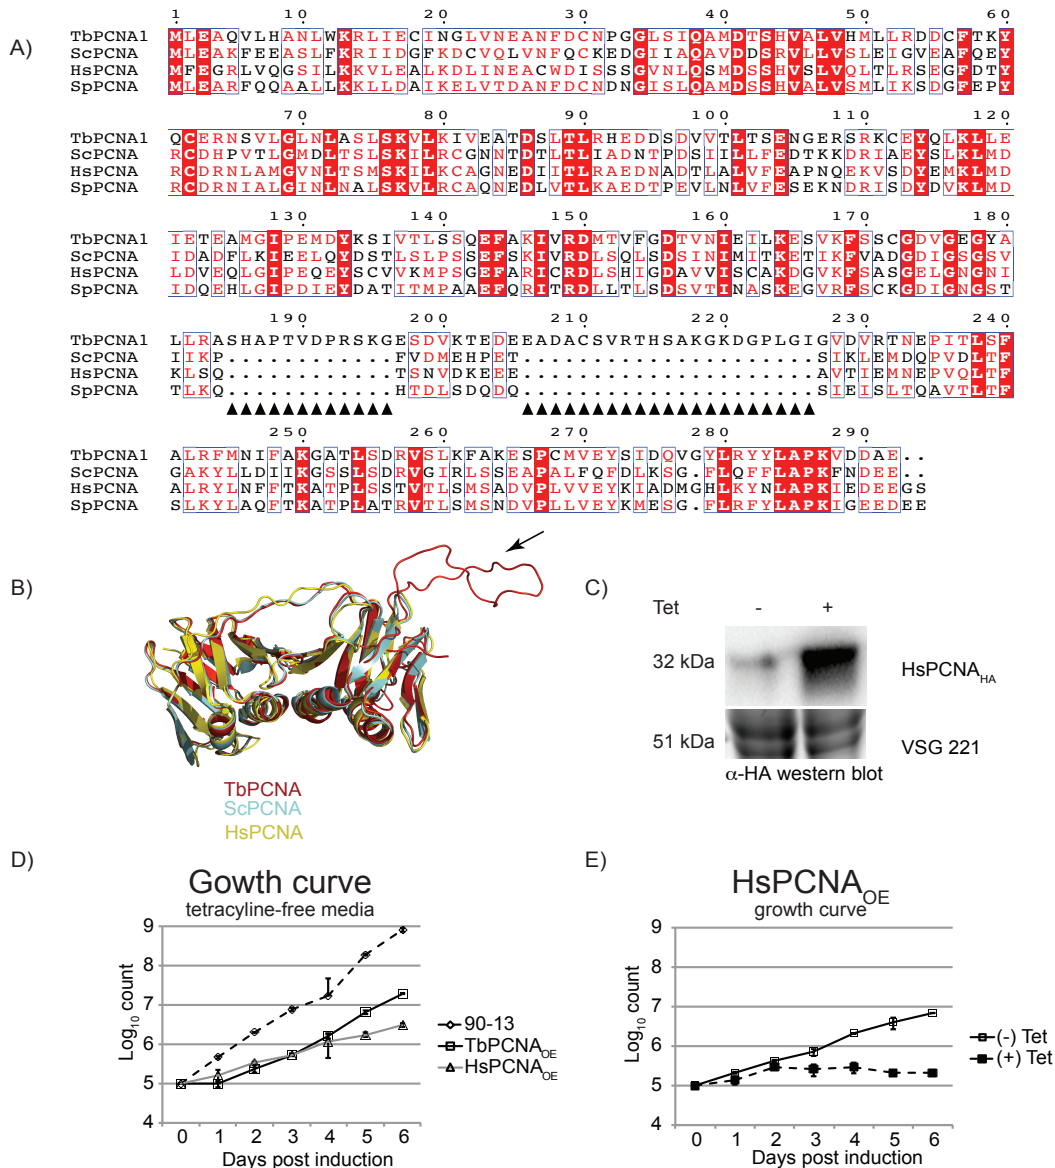 A)
1 10 20 30 40 50 60
TbPCNA1 MLEAQVLHANLWKRLIECINGLVNEANFDCNPGGLSIQAMDTSHVALVHMLLRDDCFTKY
ScPCNA MLEAKFEEASLFKRIIDGFKDCVQLVNFQCKEDGIIAQAVDDSRVLLVSLEIGVEAFQEY
HsPCNA MFEGRLVQGSILKKVLEALKDLINEACWDISSSGVNLQSMDSSHVSLVQLTLRSEGFDTY
SpPCNA MLEARFQQAALLKKLLDAIKELVTDANFDCNDNGISLQAMDSSHVALVSMLIKSDGFEPY
70 80 90 100 110 120
TbPCNA1 QCERNSVLGLNLASLSKVLKIVEATDSLTLRHEDDSDVVTLTSENGERSRKCEYQLKLLE
ScPCNA RCDHPVTLGMDLTSLSKILRCGNNTDTLTLIADNTPDSIILLFEDTKKDRIAEYSLKLMD
HsPCNA RCDRNLAMGVNLTSMSKILKCAGNEDIITLRAEDNADTLALVFEAPNQEKVSDYEMKLMD
SpPCNA RCDRNIALGINLNALSKVLRCAQNEDLVTLKAEDTPEVLNLVFESEKNDRISDYDVKLMD
130 140 150 160 170 180
TbPCNA1 IETEAMGIPEMDYKSIVTLSSQEFAKIVRDMTVFGDTVNIEILKESVKFSSCGDVGEGYA
ScPCNA IDADFLKIEELQYDSTLSLPSSEFSKIVRDLSQLSDSINIMITKETIKFVADGDIGSGSV
HsPCNA LDVEQLGIPEQEYSCVVKMPSGEFARICRDLSHIGDAVVISCAKDGVKFSASGELGNGNI
SpPCNA IDQEHLGIPDIEYDATITMPAAEFQRITRDLLTLSDSVTINASKEGVRFSCKGDIGNGST
190 200 210 220 230 240
TbPCNA1 LLRASHAPTVDPRSKGESDVKTEDEEADACSVRTHSAKGKDGPLGIGVDVRTNEPITLSF
ScPCNA IIKP............FVDMEHPET.....................SIKLEMDQPVDLTF
HsPCNA KLSQ............TSNVDKEEE.....................AVTIEMNEPVQLTF
SpPCNA TLKQ............HTDLSDQDQ.....................SIEISLTQAVTLTF
250 260 270 280 290
TbPCNA1 ALRFMNIFAKGATLSDRVSLKFAKESPCMVEYSIDQVGYLRYYLAPKVDDAE..
ScPCNA GAKYLLDIIKGSSLSDRVGIRLSSEAPALFQFDLKSG.FLQFFLAPKFNDEE..
HsPCNA ALRYLNFFTKATPLSSTVTLSMSADVPLVVEYKIADMGHLKYNLAPKIEDEEGS
SpPCNA SLKYLAQFTKATPLATRVTLSMSNDVPLLVEYKMESG.FLRFYLAPKIGEEDEE
B)
TbPCNA
ScPCNA
HsPCNA
C)
Tet - +
32 kDa HsPCNA HA
51 kDa VSG 221
α-HA western blot
D)
Gowth curve
tetracyline-free media
Log10 count
9
8
7
6
5
4
0 1 2 3 4 5 6
Days post induction
90-13
TbPCNA OE
HsPCNA OE
E)
HsPCNA OE
growth curve
Log10 count
9
8
7
6
5
4
0 1 2 3 4 5 6
Days post induction
(-) Tet
(+) Tet